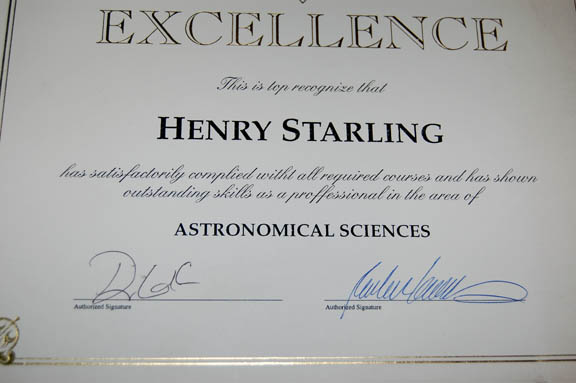 EXCELLENCE
This is top recognize that
HENRY STARLING
has satisfactorily complied witht all required courses and has shown
outstanding skills as a proffessional in the area of
ASTRONOMICAL SCIENCES
Authorized Signature Authorized Signature